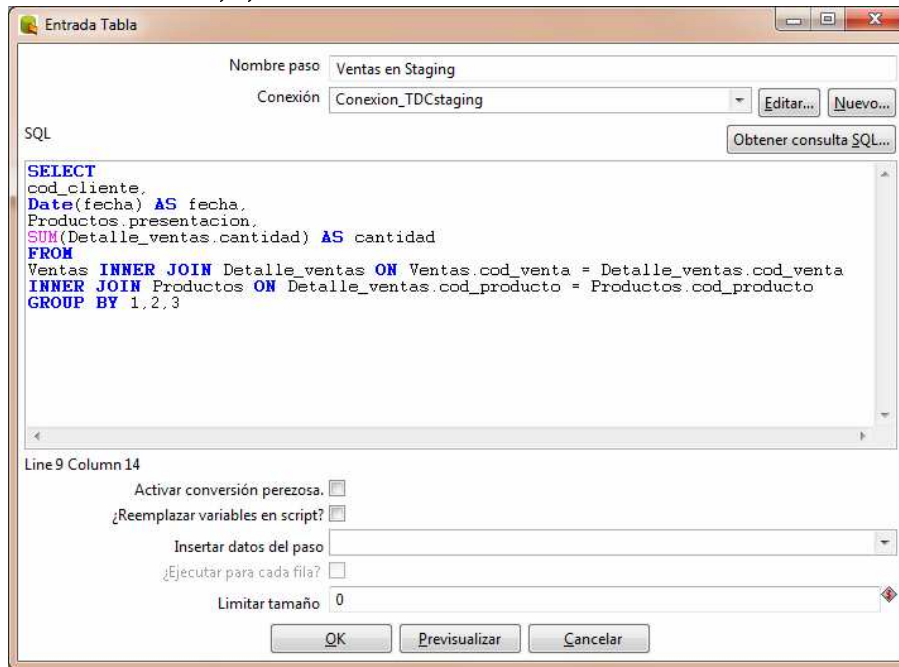 Entrada Tabla
Nombre paso Ventas en Staging
Conexión Conexion_TDCstaging Editar... Nuevo...
SQL Obtener consulta SQL...
SELECT
cod_cliente,
Date(fecha) AS fecha,
Productos.presentacion,
SUM(Detalle_ventas.cantidad) AS cantidad
FROM
Ventas INNER JOIN Detalle_ventas ON Ventas.cod_venta = Detalle_ventas.cod_venta
INNER JOIN Productos ON Detalle_ventas.cod_producto = Productos.cod_producto
GROUP BY 1,2,3
Line 9 Column 14
Activar conversión perezosa.
¿Reemplazar variables en script?
Insertar datos del paso
¿Ejecutar para cada fila?
Limitar tamaño 0
OK Previsualizar Cancelar